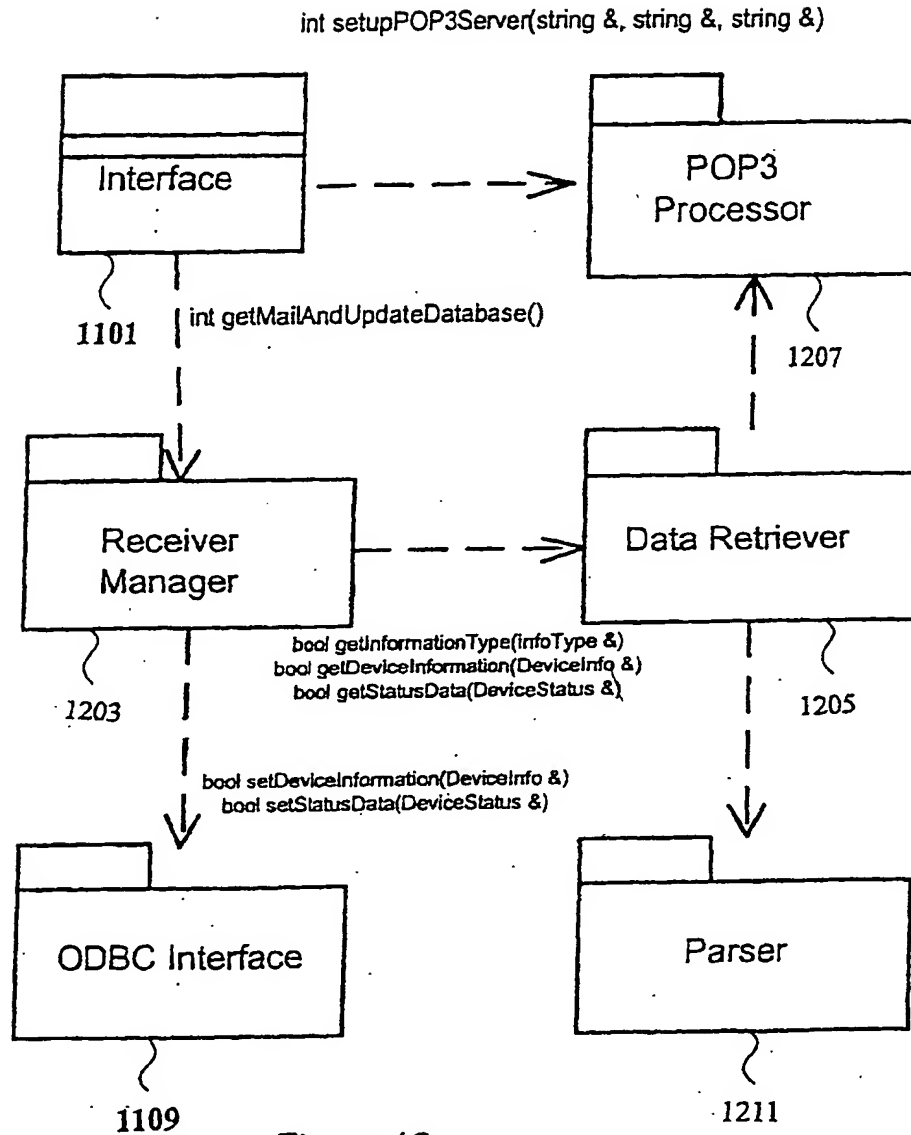 int setupPOP3Server(string &, string &, string &)
Interface
POP3
Processor
1101
int getMailAndUpdateDatabase()
1207
Receiver
Manager
Data Retriever
bool getInformationType(infoType &)
bool getDeviceInformation(DeviceInfo &)
bool getStatusData(DeviceStatus &)
1203
1205
bool setDeviceInformation(DeviceInfo &)
bool setStatusData(DeviceStatus &)
ODBC Interface
Parser
1109
1211